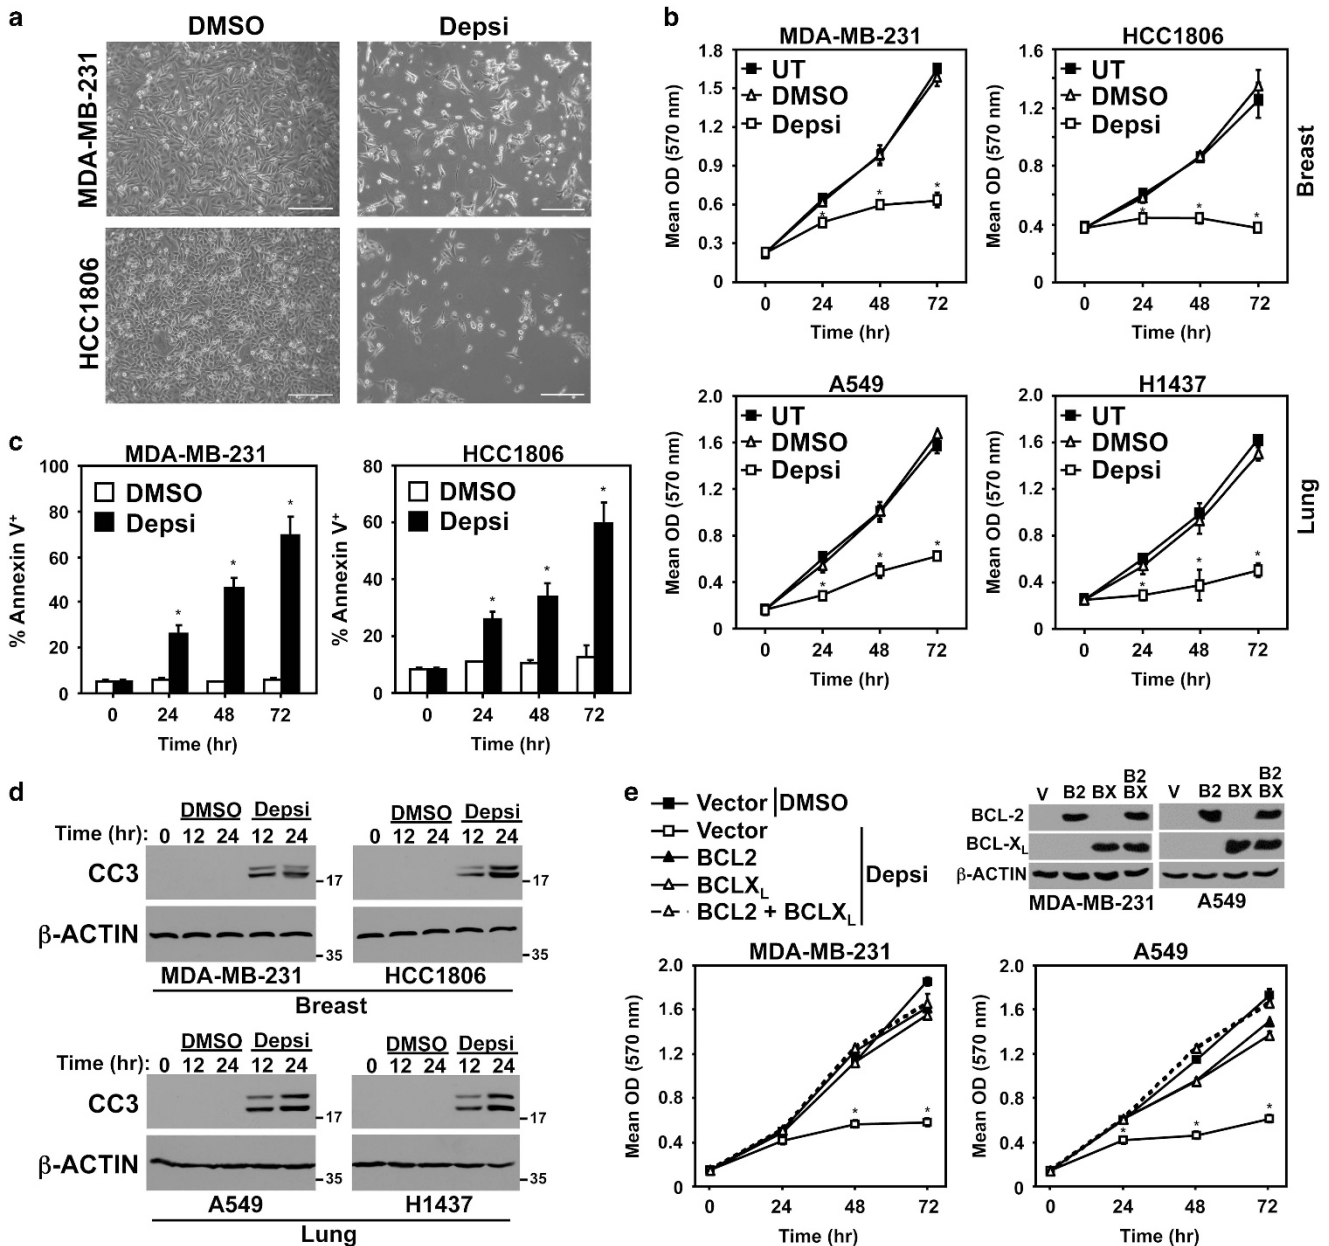 a
DMSO Depsi
MDA-MB-231
HCC1806
b
MDA-MB-231
Mean OD (570 nm)
1.8
1.5
1.2
0.9
0.6
0.3
0
UT
DMSO
Depsi
* * *
0 24 48 72
Time (hr)
HCC1806
Mean OD (570 nm)
1.6
1.2
0.8
0.4
0
UT
DMSO
Depsi
* * *
0 24 48 72
Time (hr)
Breast
A549
Mean OD (570 nm)
2.0
1.6
1.2
0.8
0.4
0
UT
DMSO
Depsi
* * *
0 24 48 72
Time (hr)
H1437
Mean OD (570 nm)
2.0
1.6
1.2
0.8
0.4
0
UT
DMSO
Depsi
* * *
0 24 48 72
Time (hr)
Lung
c
MDA-MB-231
% Annexin V+
100
80
60
40
20
0
DMSO
Depsi
* * *
0 24 48 72
Time (hr)
HCC1806
% Annexin V+
80
60
40
20
0
DMSO
Depsi
* * *
0 24 48 72
Time (hr)
d
DMSO Depsi DMSO Depsi
Time (hr): 0 12 24 12 24 0 12 24 12 24
CC3 -17 -17
β-ACTIN
-35 -35
MDA-MB-231 HCC1806
Breast
DMSO Depsi DMSO Depsi
Time (hr): 0 12 24 12 24 0 12 24 12 24
CC3 -17 -17
β-ACTIN
-35 -35
A549 H1437
Lung
e
Vector DMSO
Vector
BCL2
BCLXL
BCL2 + BCLXL
Depsi
V B2 BX B2 BX V B2 BX B2 BX
BCL-2
BCL-XL
β-ACTIN
MDA-MB-231 A549
MDA-MB-231
Mean OD (570 nm)
2.0
1.6
1.2
0.8
0.4
0
* *
0 24 48 72
Time (hr)
A549
Mean OD (570 nm)
2.0
1.6
1.2
0.8
0.4
0
* * *
0 24 48 72
Time (hr)